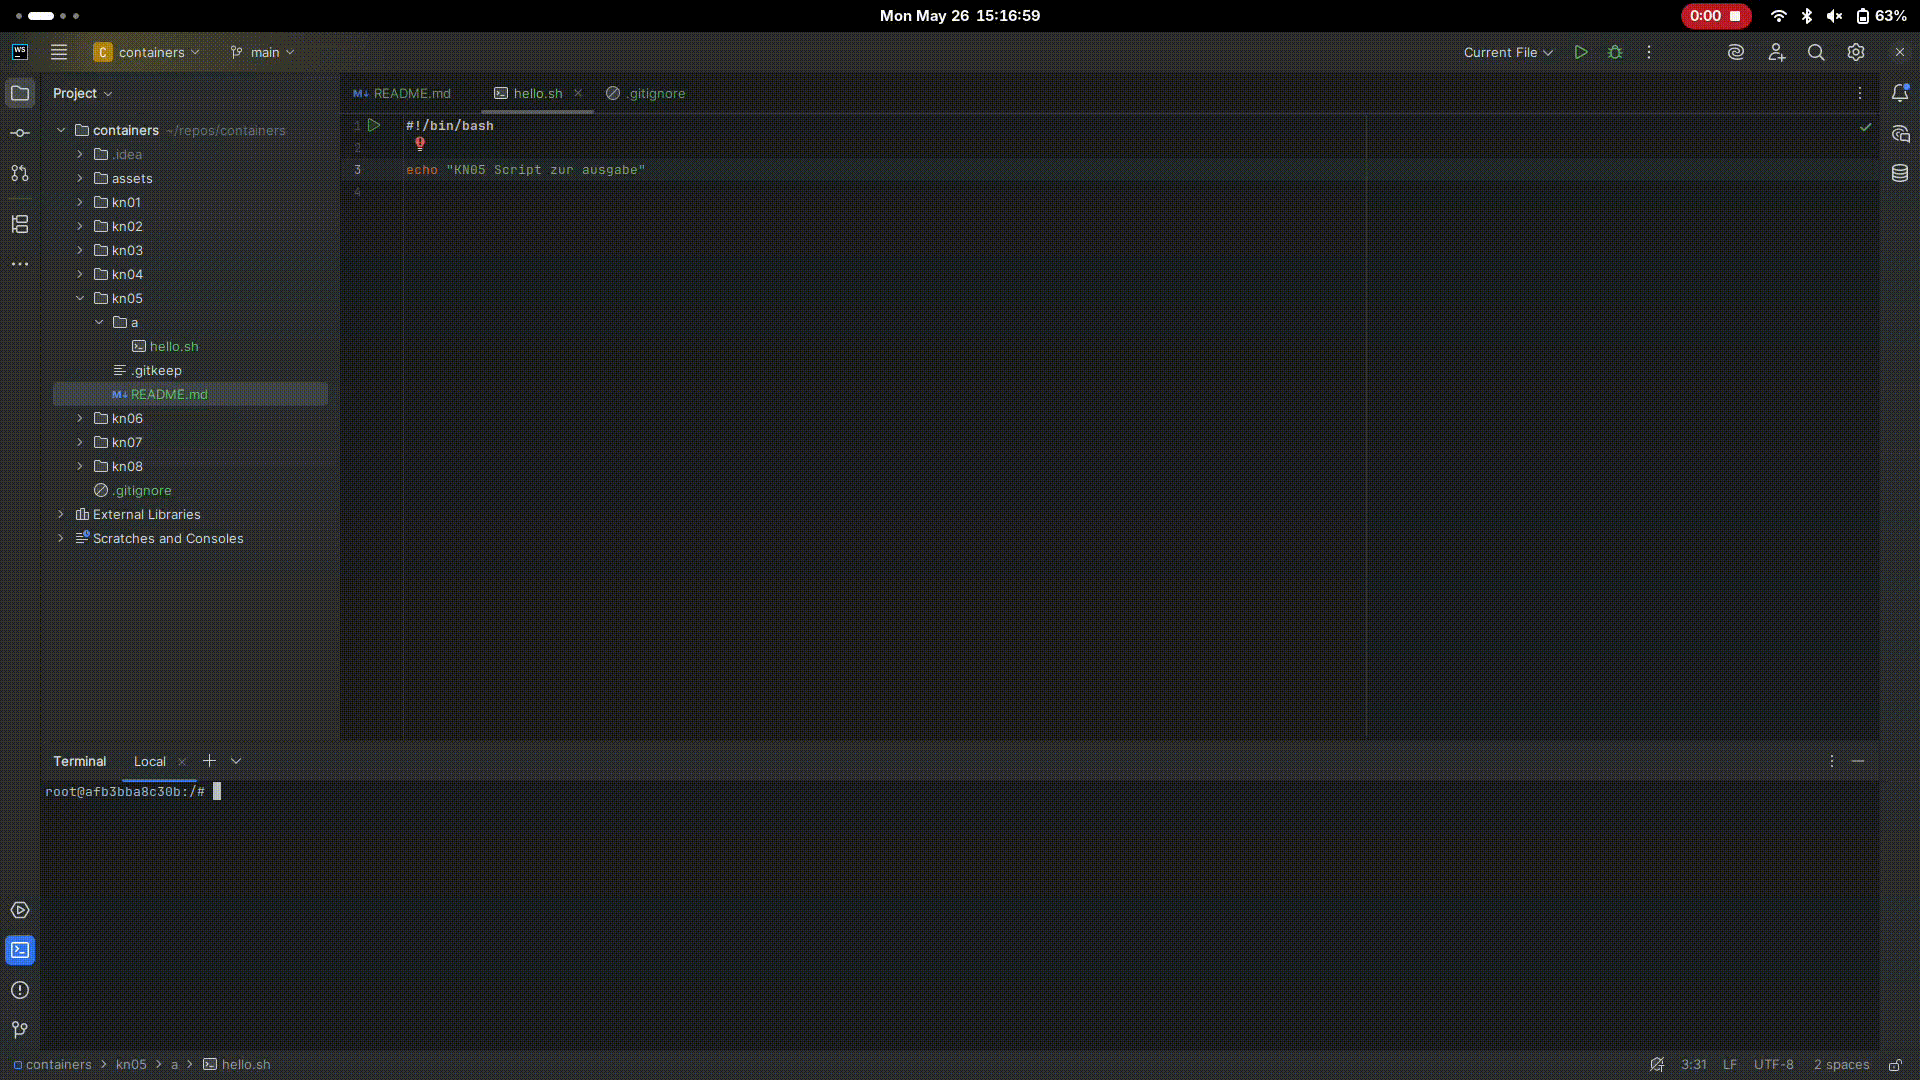 Mon May 26 15:16:59
0:00
63%
WS
C containers
main
Current File
Project
README.md
hello.sh
.gitignore
containers ~/repos/containers
.idea
assets
kn01
kn02
kn03
kn04
kn05
a
hello.sh
.gitkeep
README.md
kn06
kn07
kn08
.gitignore
External Libraries
Scratches and Consoles
1 #!/bin/bash
2
3 echo "KN05 Script zur ausgabe"
4
Terminal
Local
root@afb3bba8c30b:/#
containers > kn05 > a > hello.sh
3:31 LF UTF-8 2 spaces